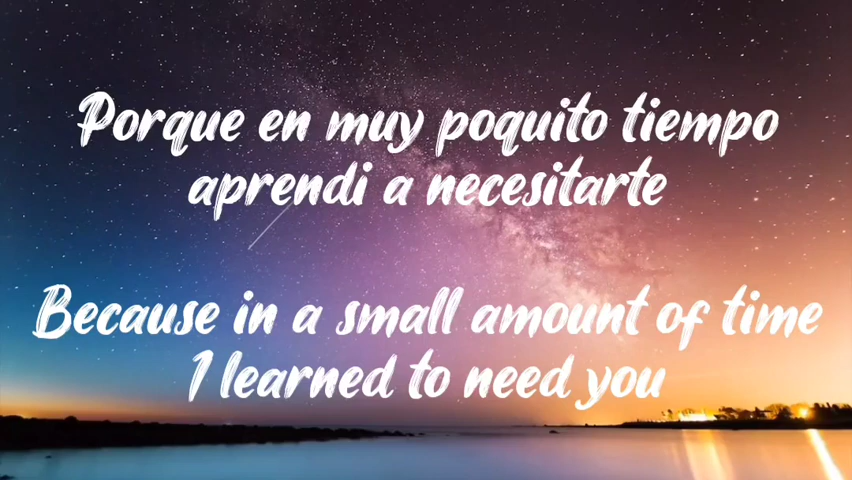 Porque en muy poquito tiempo
aprendi a necesitarte
Because in a small amount of time
I learned to need you